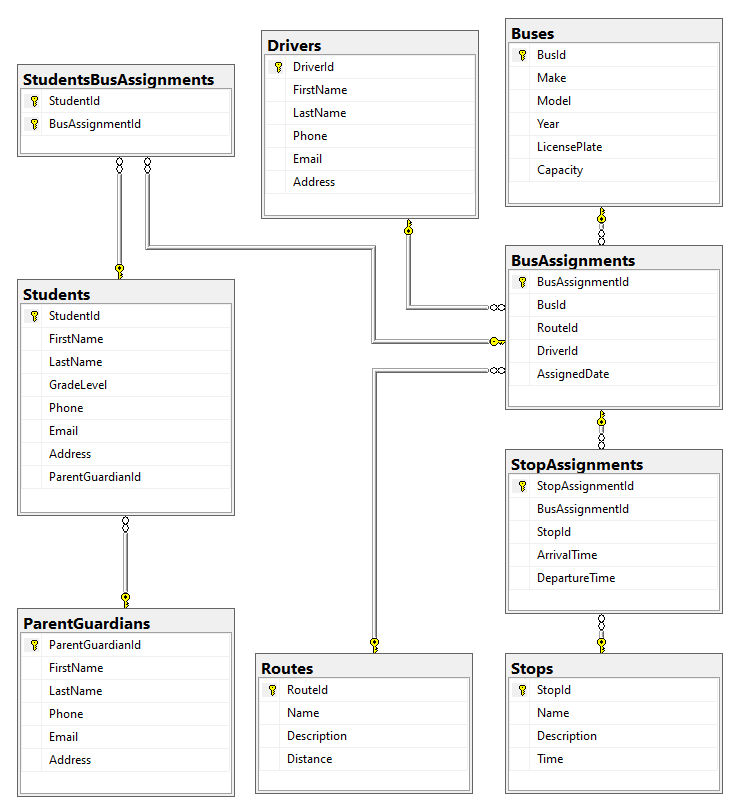 StudentsBusAssignments
StudentId
BusAssignmentId
Drivers
DriverId
FirstName
LastName
Phone
Email
Address
Buses
BusId
Make
Model
Year
LicensePlate
Capacity
Students
StudentId
FirstName
LastName
GradeLevel
Phone
Email
Address
ParentGuardianId
BusAssignments
BusAssignmentId
BusId
RouteId
DriverId
AssignedDate
StopAssignments
StopAssignmentId
BusAssignmentId
StopId
ArrivalTime
DepartureTime
ParentGuardians
ParentGuardianId
FirstName
LastName
Phone
Email
Address
Routes
RouteId
Name
Description
Distance
Stops
StopId
Name
Description
Time